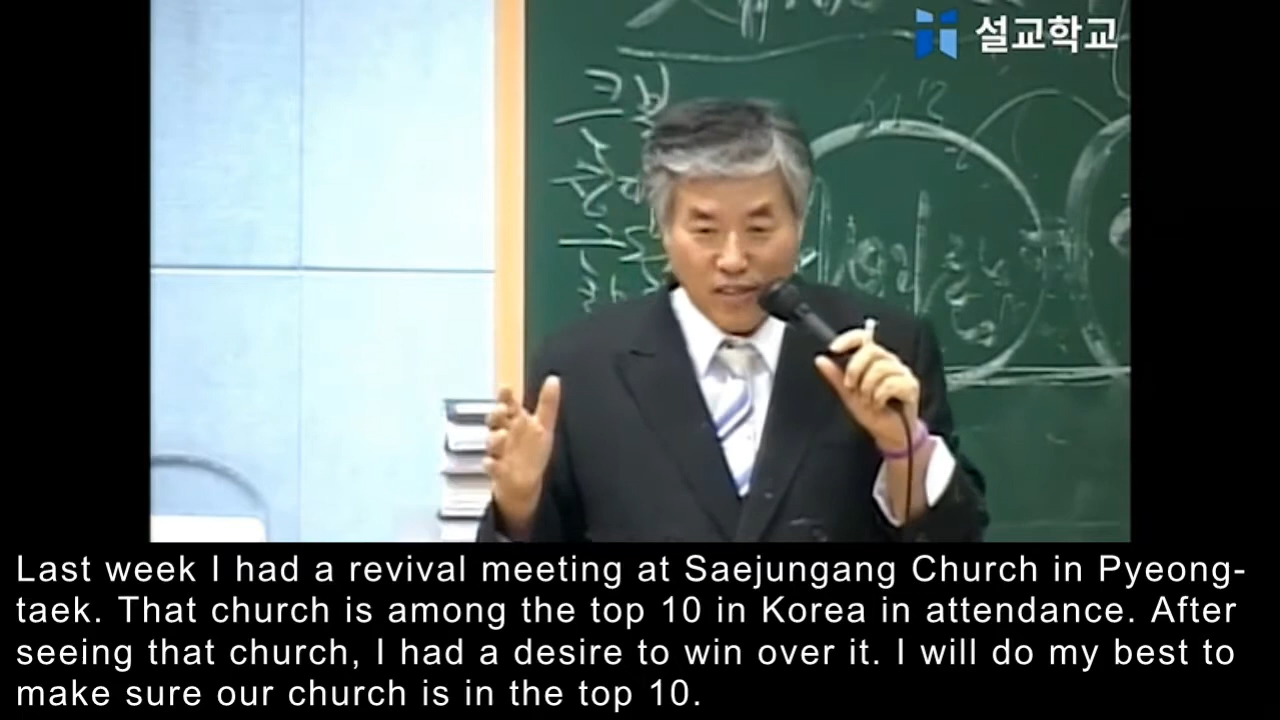 설교학교
Last week I had a revival meeting at Saejungang Church in Pyeong-
taek. That church is among the top 10 in Korea in attendance. After
seeing that church, I had a desire to win over it. I will do my best to
make sure our church is in the top 10.